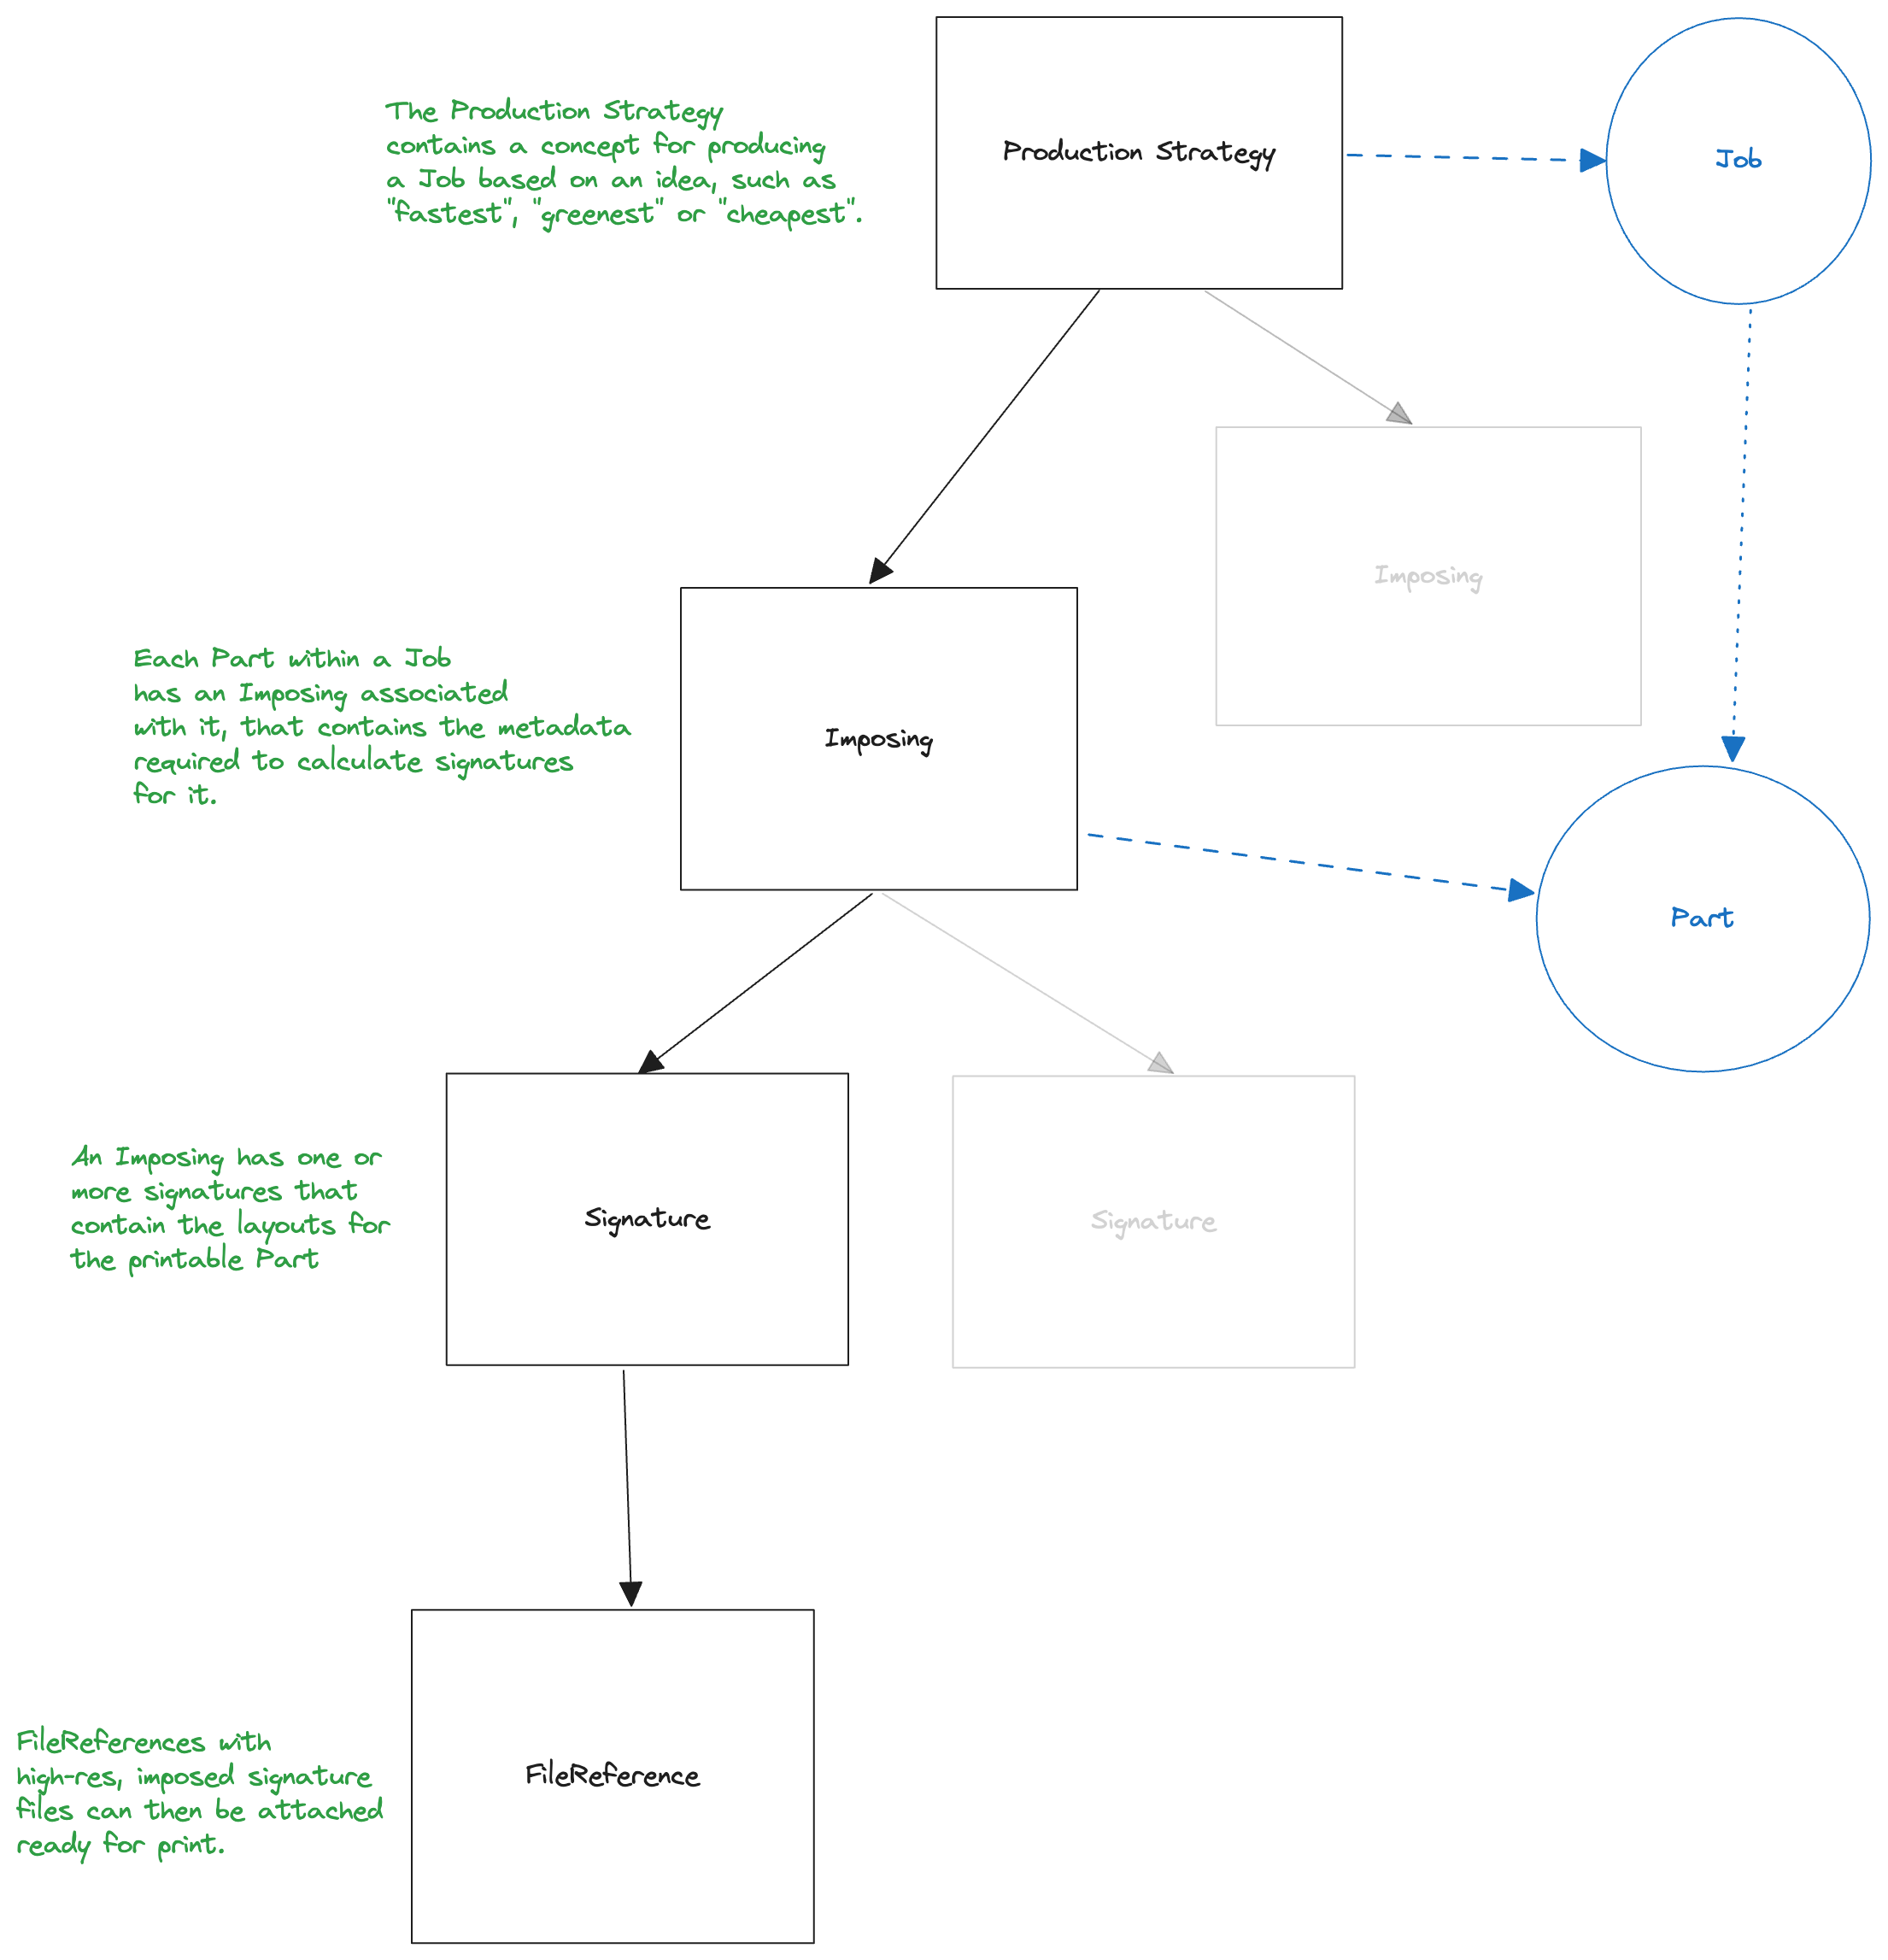 The Production Strategy
contains a concept for producing
a Job based on an idea, such as
"fastest", "greenest" or "cheapest".
Production Strategy
Job
Imposing
Each Part within a Job
has an Imposing associated
with it, that contains the metadata
required to calculate signatures
for it.
Imposing
Part
An Imposing has one or
more signatures that
contain the layouts for
the printable Part
Signature
Signature
FileReferences with
high-res, imposed signature
files can then be attached
ready for print.
FileReference